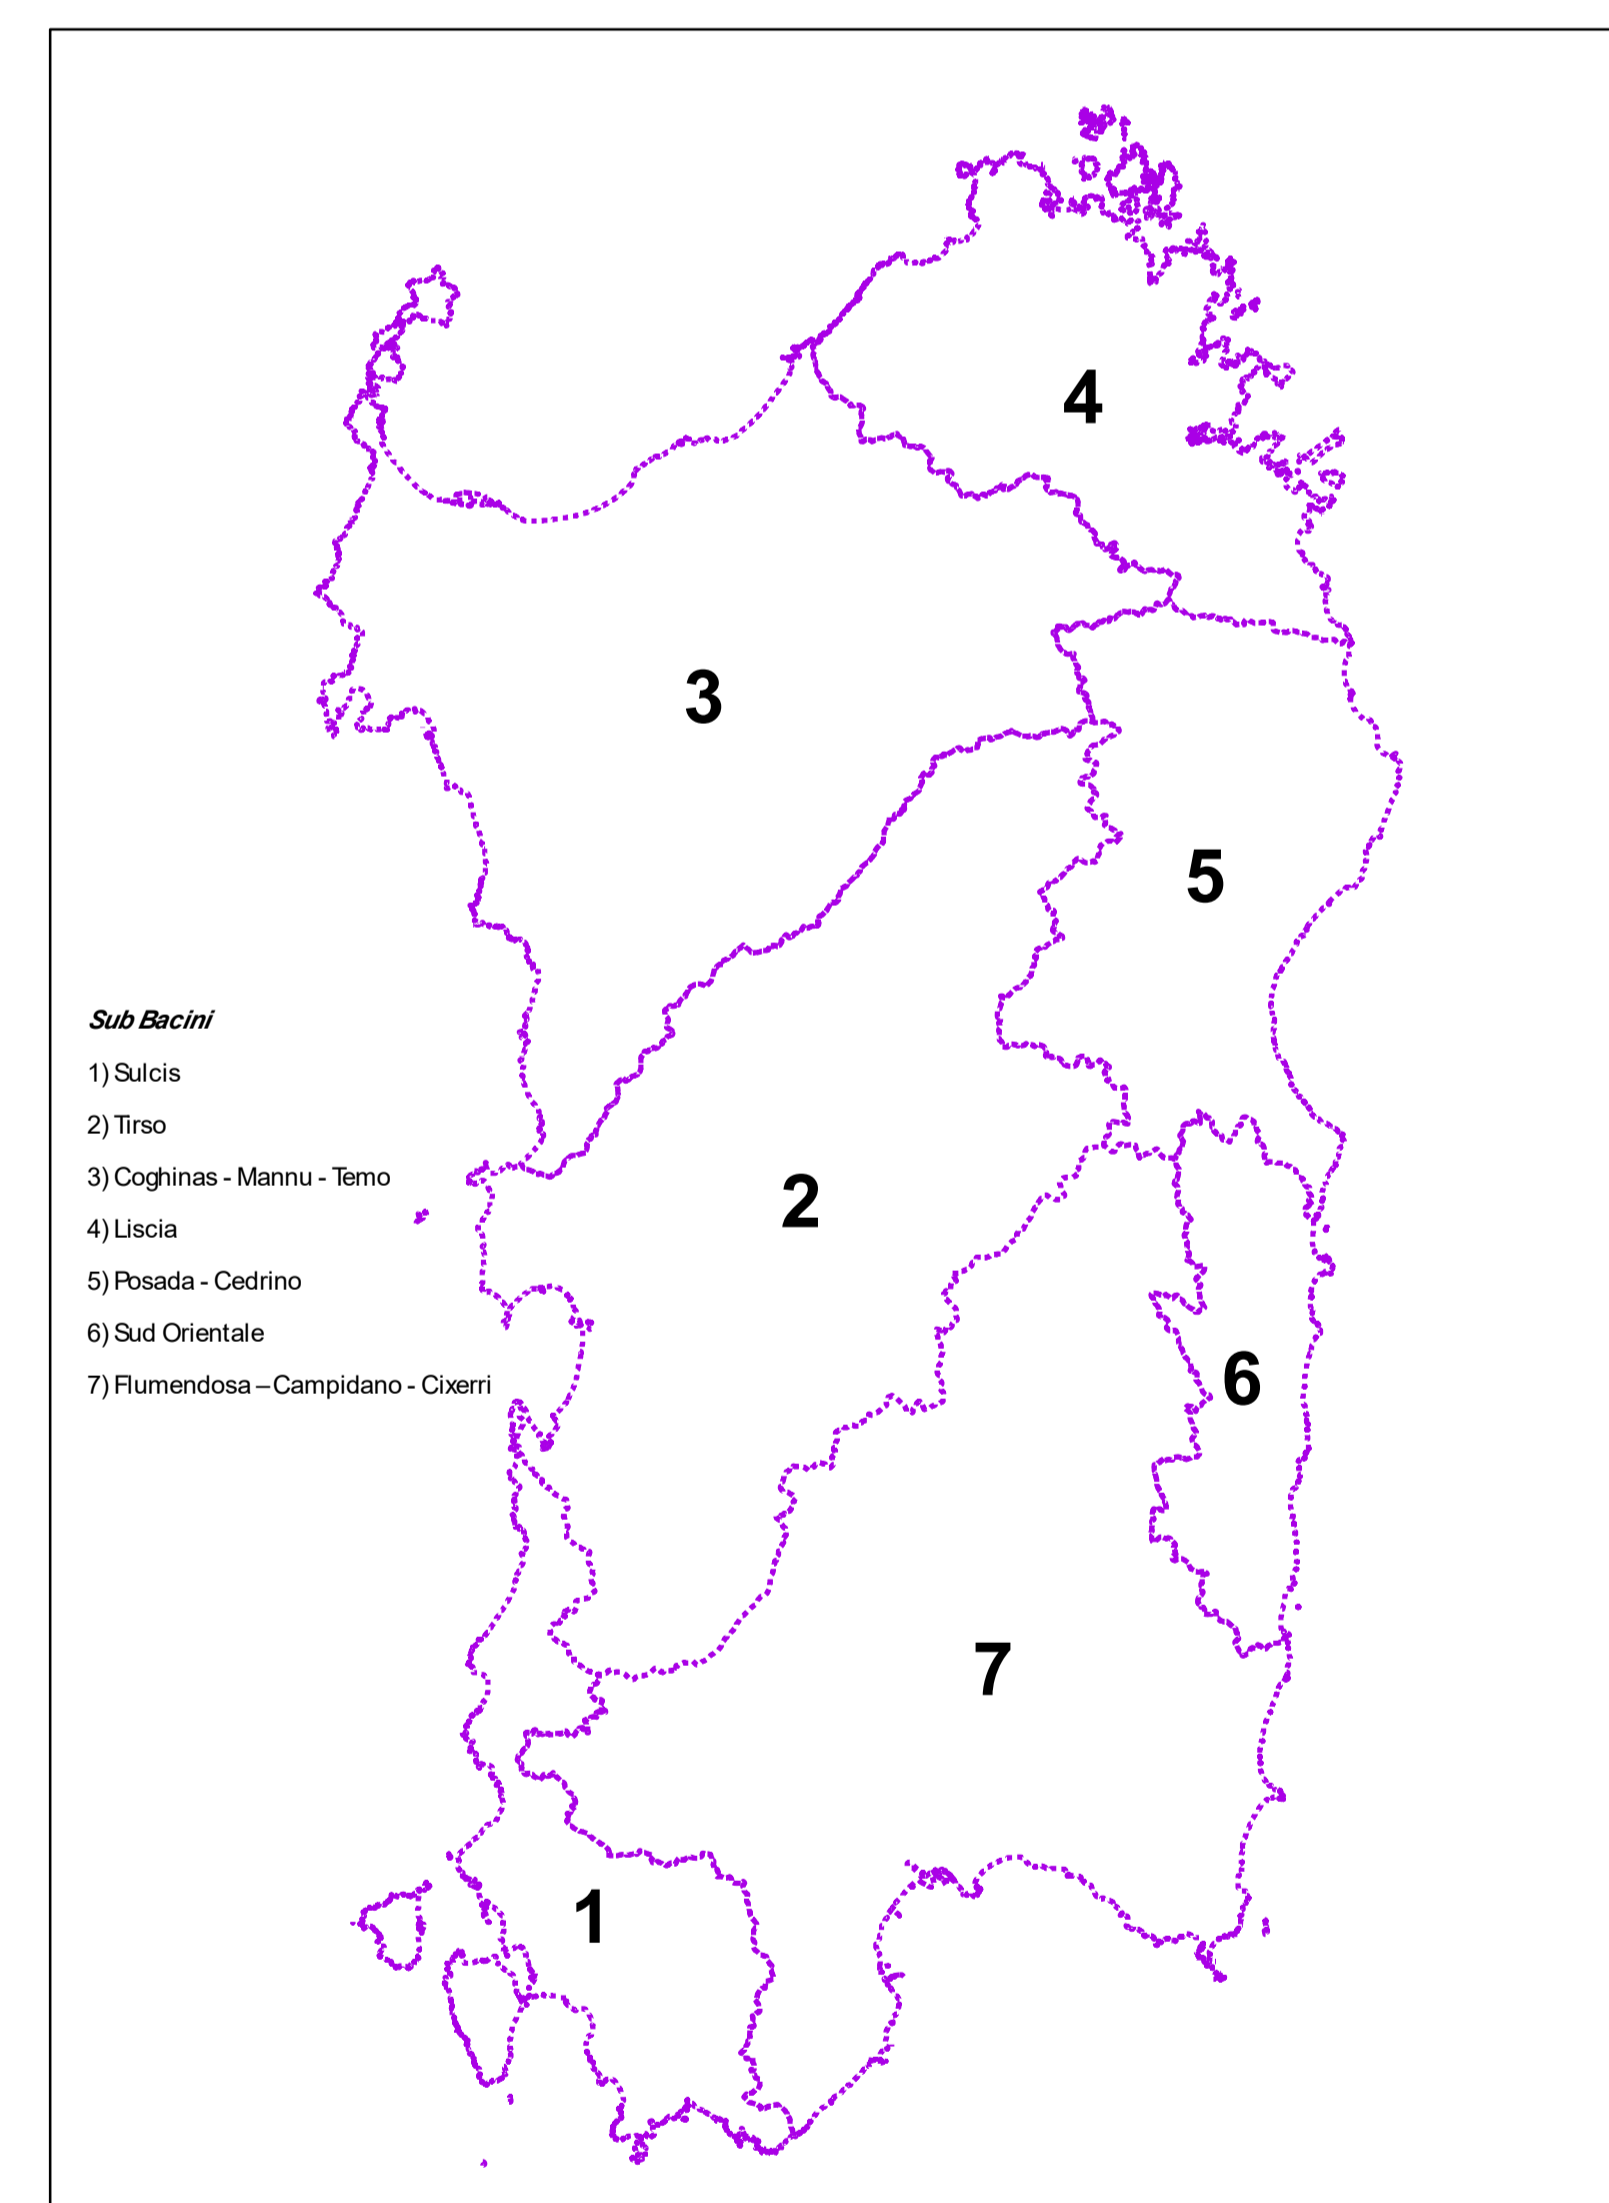 4
3
5
Sub Bacini
1) Sulcis
2) Tirso
3) Coghinas - Mannu - Temo
4) Liscia
5) Posada - Cedrino
6) Sud Orientale
7) Flumendosa – Campidano - Cixerri
2
6
7
1